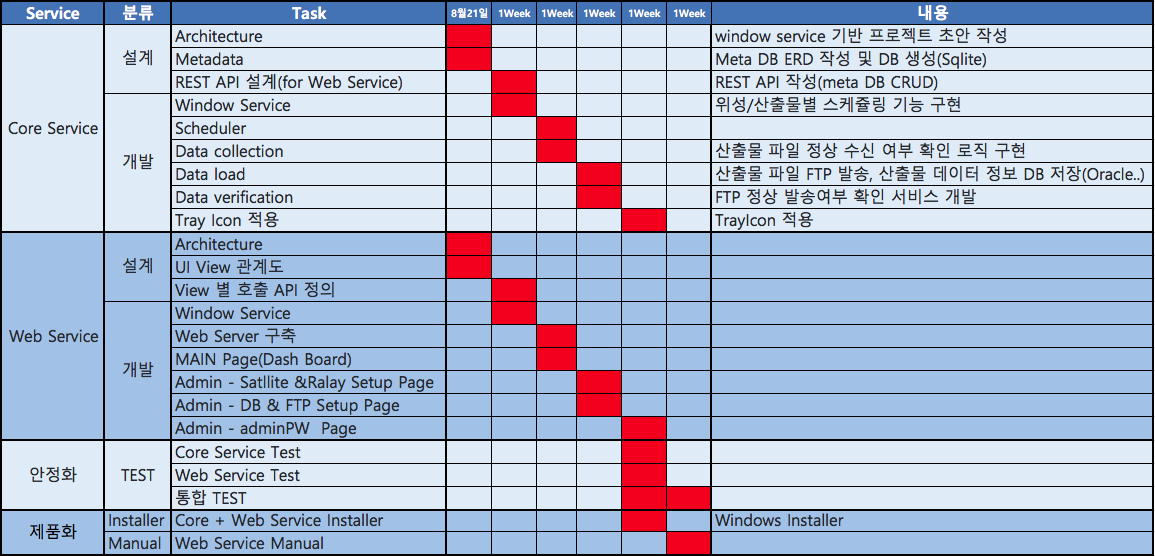 Service 분류 Task 8월21일 1Week 1Week 1Week 1Week 1Week 내용
Core Service 설계 Architecture window service 기반 프로젝트 초안 작성
Metadata Meta DB ERD 작성 및 DB 생성(Sqlite)
REST API 설계(for Web Service) REST API 작성(meta DB CRUD)
개발 Window Service 위성/산출물별 스케쥴링 기능 구현
Scheduler
Data collection 산출물 파일 정상 수신 여부 확인 로직 구현
Data load 산출물 파일 FTP 발송, 산출물 데이터 정보 DB 저장(Oracle..)
Data verification FTP 정상 발송여부 확인 서비스 개발
Tray Icon 적용 TrayIcon 적용
Web Service 설계 Architecture
UI View 관계도
View 별 호출 API 정의
개발 Window Service
Web Server 구축
MAIN Page(Dash Board)
Admin - Satllite &Ralay Setup Page
Admin - DB & FTP Setup Page
Admin - adminPW Page
안정화 TEST Core Service Test
Web Service Test
통합 TEST
제품화 Installer Core + Web Service Installer Windows Installer
Manual Web Service Manual